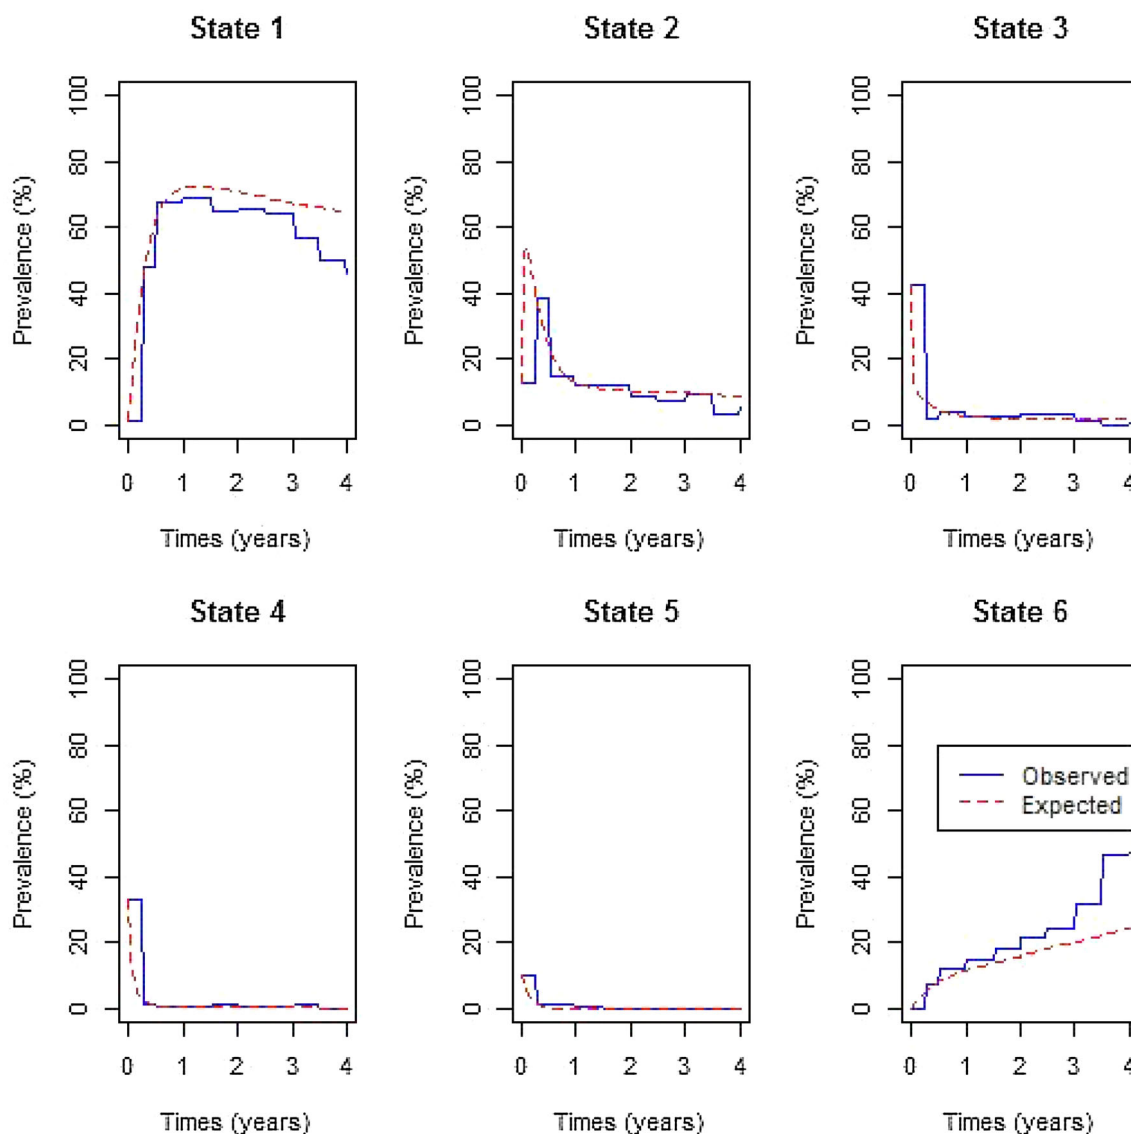 State 1
State 2
State 3
Prevalence (%)
0 20 40 60 80 100
Prevalence (%)
0 20 40 60 80 100
Prevalence (%)
0 20 40 60 80 100
0 1 2 3 4
0 1 2 3 4
0 1 2 3 4
Times (years)
Times (years)
Times (years)
State 4
State 5
State 6
Prevalence (%)
0 20 40 60 80 100
Prevalence (%)
0 20 40 60 80 100
Prevalence (%)
0 20 40 60 80 100
Observed
Expected
0 1 2 3 4
0 1 2 3 4
0 1 2 3 4
Times (years)
Times (years)
Times (years)